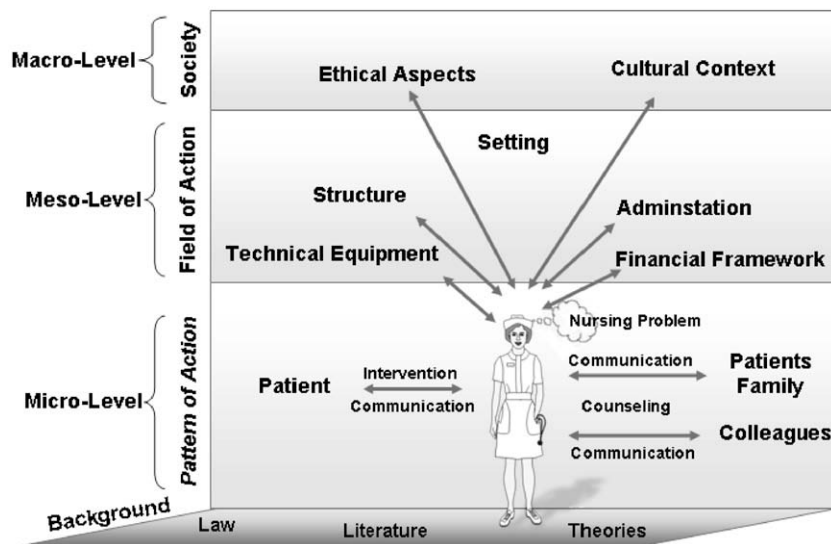 Macro-Level
Society
Ethical Aspects
Cultural Context
Meso-Level
Field of Action
Setting
Structure
Adminstation
Technical Equipment
Financial Framework
Micro-Level
Pattern of Action
Nursing Problem
Patient
Intervention
Communication
Communication
Counseling
Patients
Family
Communication
Colleagues
Background
Law
Literature
Theories